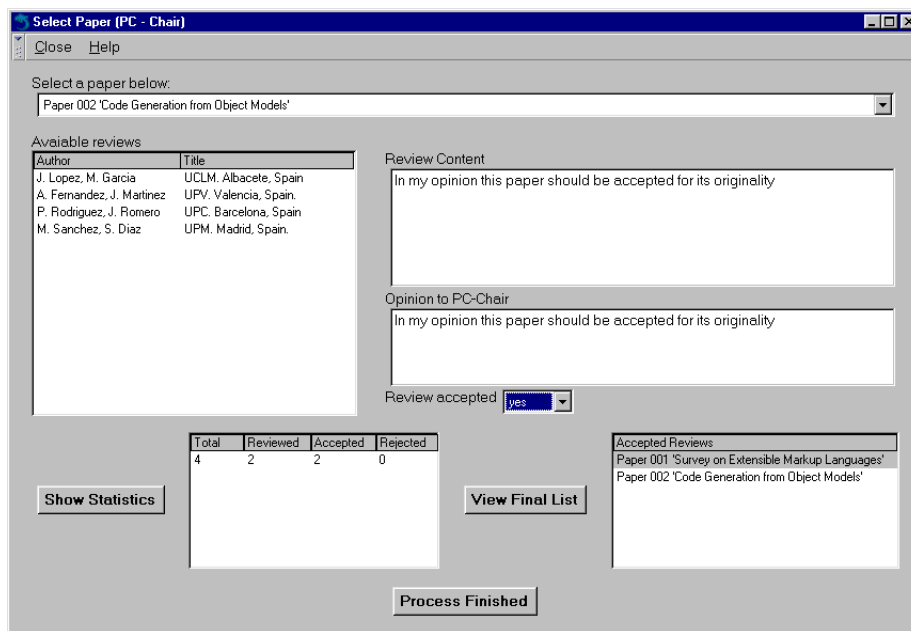 Select Paper (PC - Chair)
Close Help
Select a paper below:
Paper 002 'Code Generation from Object Models'
Avaiable reviews
Author Title
J. Lopez, M. Garcia UCLM. Albacete, Spain
A. Fernandez, J. Martinez UPV. Valencia, Spain.
P. Rodriguez, J. Romero UPC. Barcelona, Spain
M. Sanchez, S. Diaz UPM. Madrid, Spain.
Review Content
In my opinion this paper should be accepted for its originality
Opinion to PC-Chair
In my opinion this paper should be accepted for its originality
Review accepted yes
Show Statistics
Total Reviewed Accepted Rejected
4 2 2 0
View Final List
Accepted Reviews
Paper 001 'Survey on Extensible Markup Languages'
Paper 002 'Code Generation from Object Models'
Process Finished